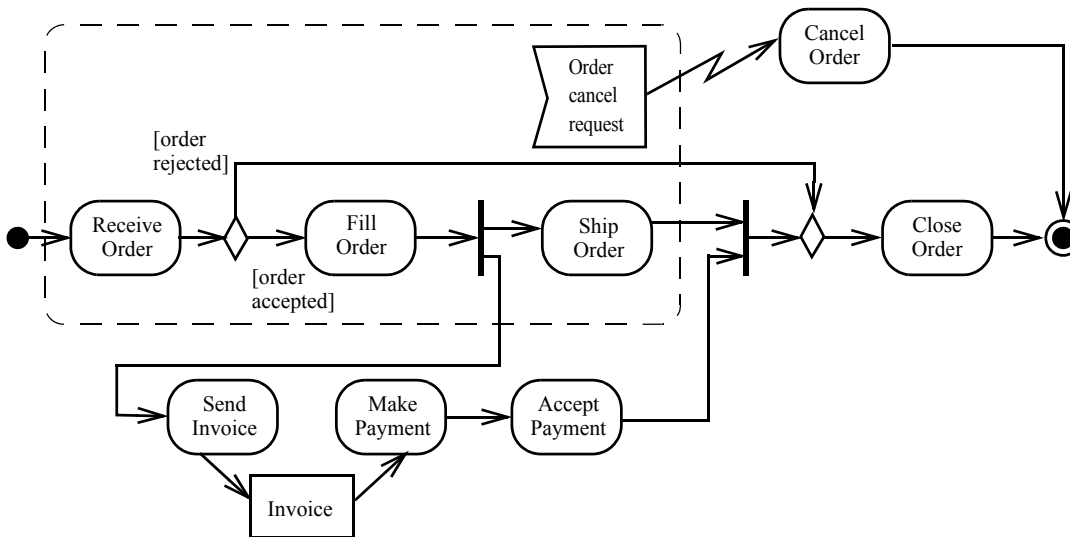 Cancel
Order
Order
cancel
request
[order
rejected]
Receive
Order
Fill
Order
Ship
Order
Close
Order
[order
accepted]
Send
Invoice
Make
Payment
Accept
Payment
Invoice